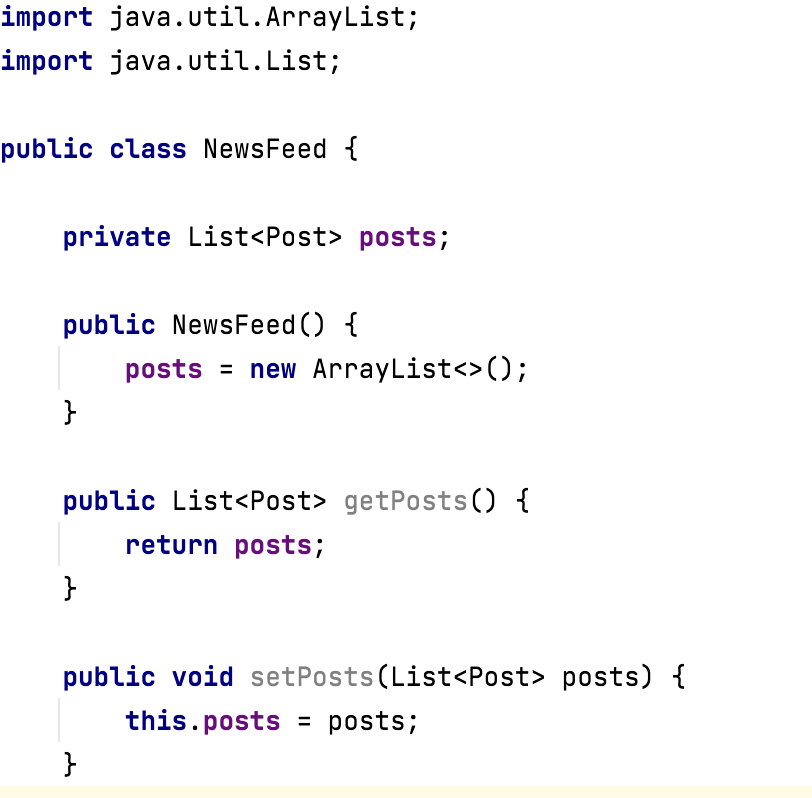 import java.util.ArrayList;
import java.util.List;
public class NewsFeed {
private List<Post> posts;
public NewsFeed() {
posts = new ArrayList<>();
}
public List<Post> getPosts() {
return posts;
}
public void setPosts(List<Post> posts) {
this.posts = posts;
}